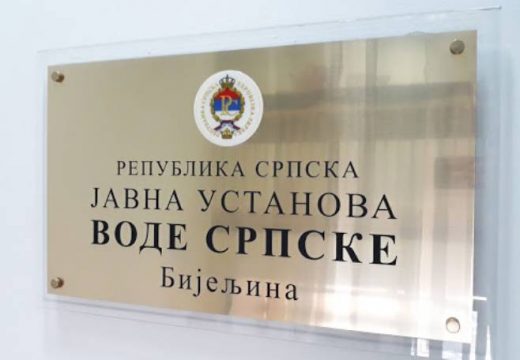 РЕПУБЛИКА СРПСКА
ЈАВНА УСТАНОВА
ВОДЕ СРПСКЕ
Бијељина